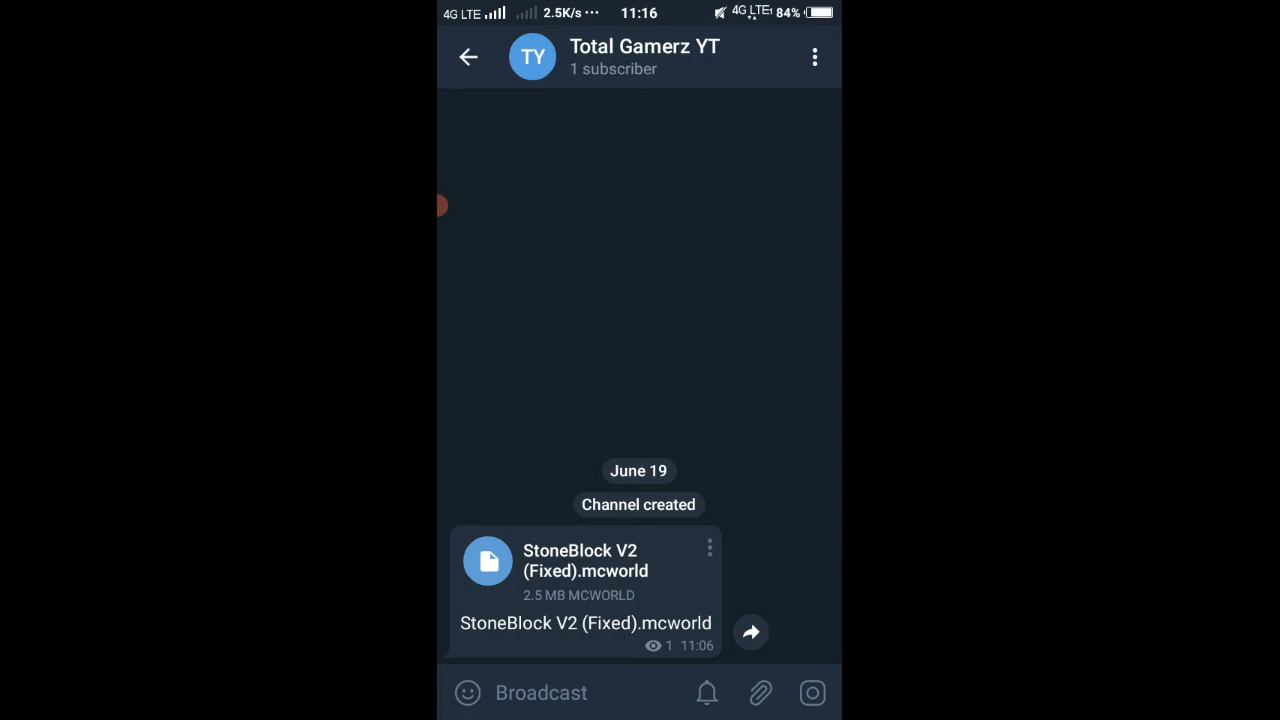 4G LTE 2.5K/s ··· 11:16 4G LTE1 84%
TY
Total Gamerz YT
1 subscriber
June 19
Channel created
StoneBlock V2
(Fixed).mcworld
2.5 MB MCWORLD
StoneBlock V2 (Fixed).mcworld
1 11:06
Broadcast